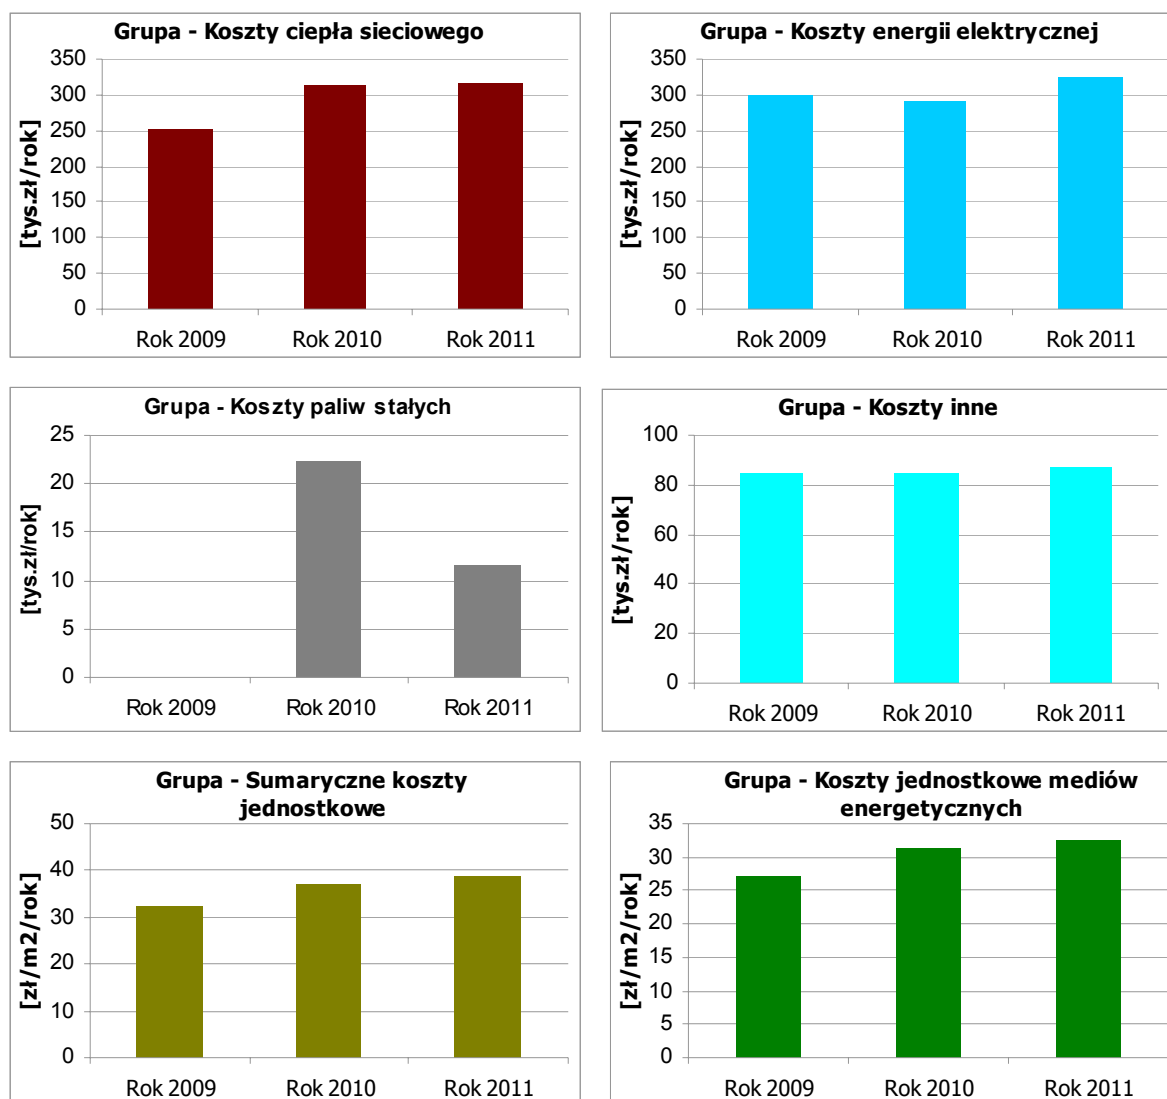 Grupa - Koszty ciepła sieciowego
[tys.zł/rok]
350
300
250
200
150
100
50
0
Rok 2009 Rok 2010 Rok 2011
Grupa - Koszty energii elektrycznej
[tys.zł/rok]
350
300
250
200
150
100
50
0
Rok 2009 Rok 2010 Rok 2011
Grupa - Koszty paliw stałych
[tys.zł/rok]
25
20
15
10
5
0
Rok 2009 Rok 2010 Rok 2011
Grupa - Koszty inne
[tys.zł/rok]
100
80
60
40
20
0
Rok 2009 Rok 2010 Rok 2011
Grupa - Sumaryczne koszty
jednostkowe
[zł/m2/rok]
50
40
30
20
10
0
Rok 2009 Rok 2010 Rok 2011
Grupa - Koszty jednostkowe mediów
energetycznych
[zł/m2/rok]
35
30
25
20
15
10
5
0
Rok 2009 Rok 2010 Rok 2011